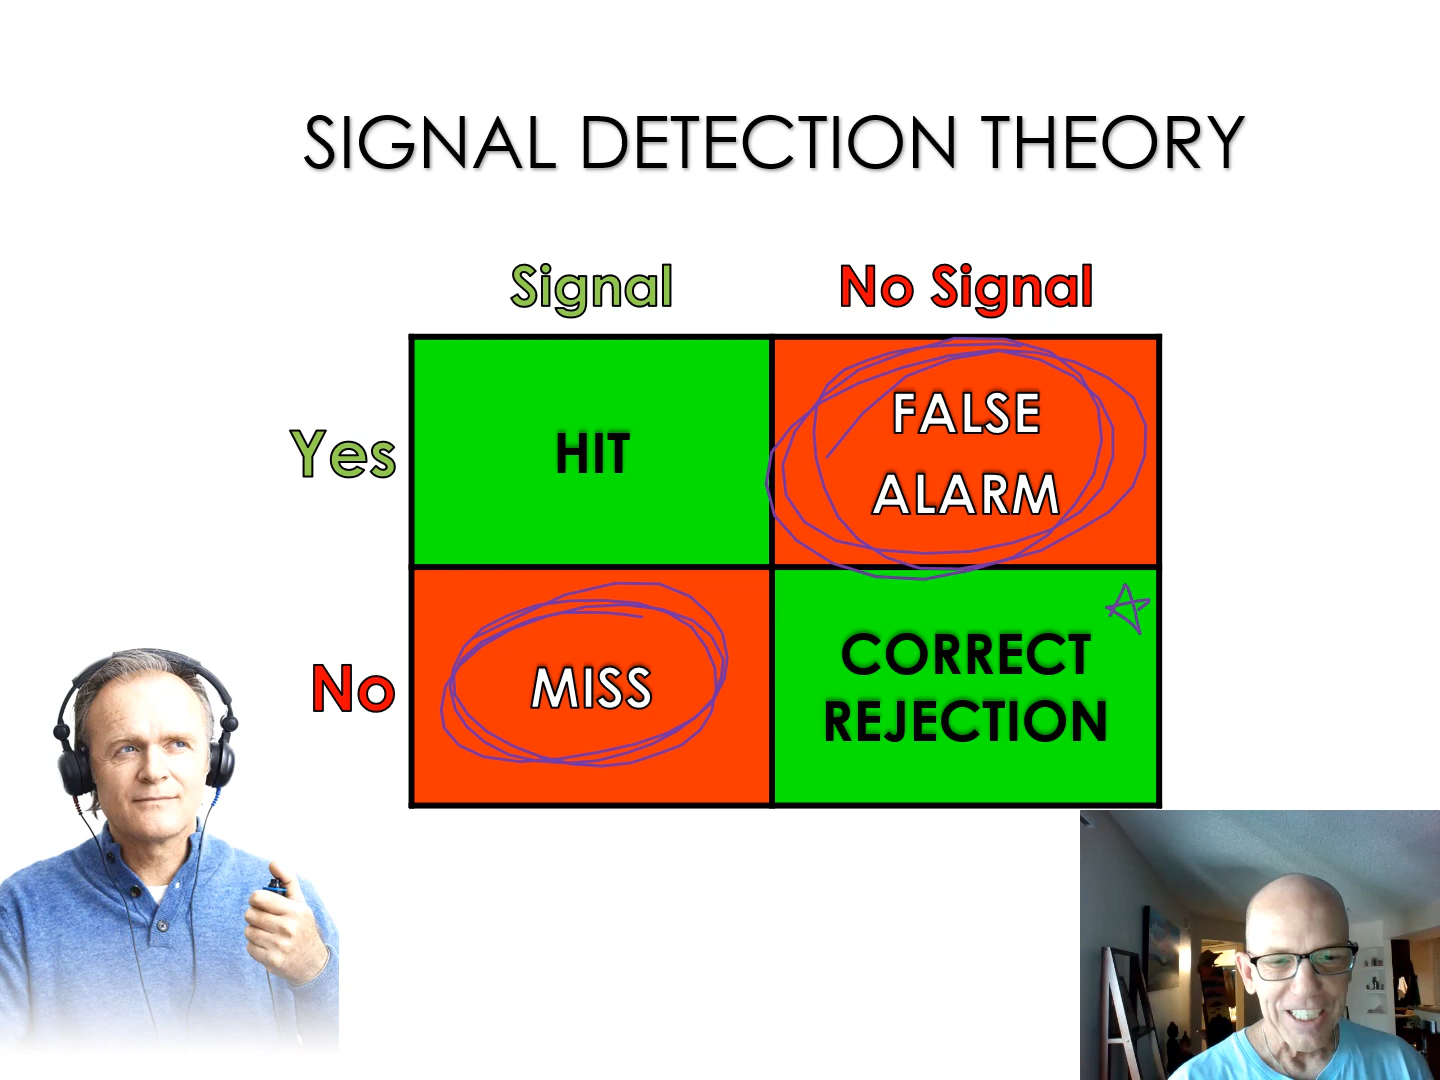 SIGNAL DETECTION THEORY
Signal No Signal
Yes HIT FALSE
ALARM
No MISS CORRECT
REJECTION